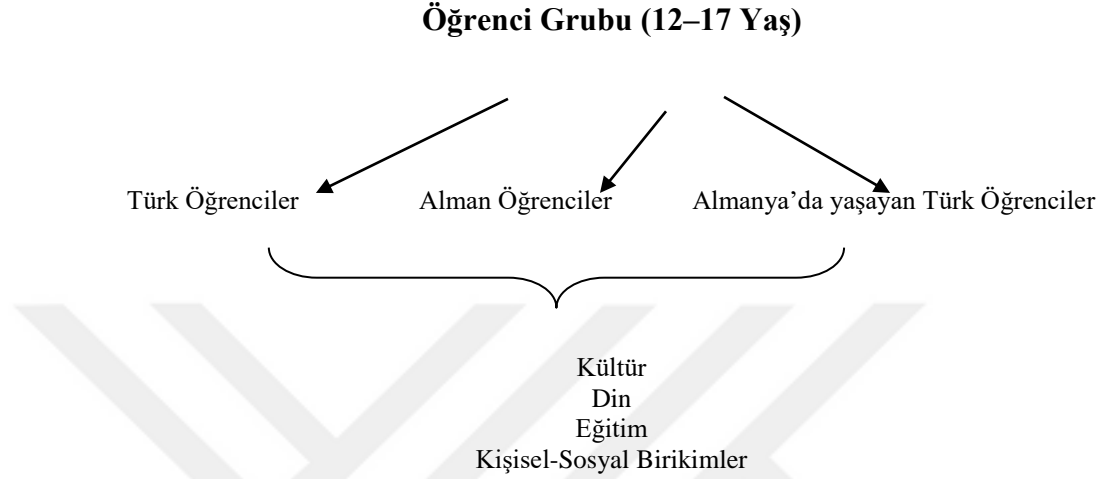 Öğrenci Grubu (12–17 Yaş)
Türk Öğrenciler Alman Öğrenciler Almanya’da yaşayan Türk Öğrenciler
Kültür
Din
Eğitim
Kişisel-Sosyal Birikimler